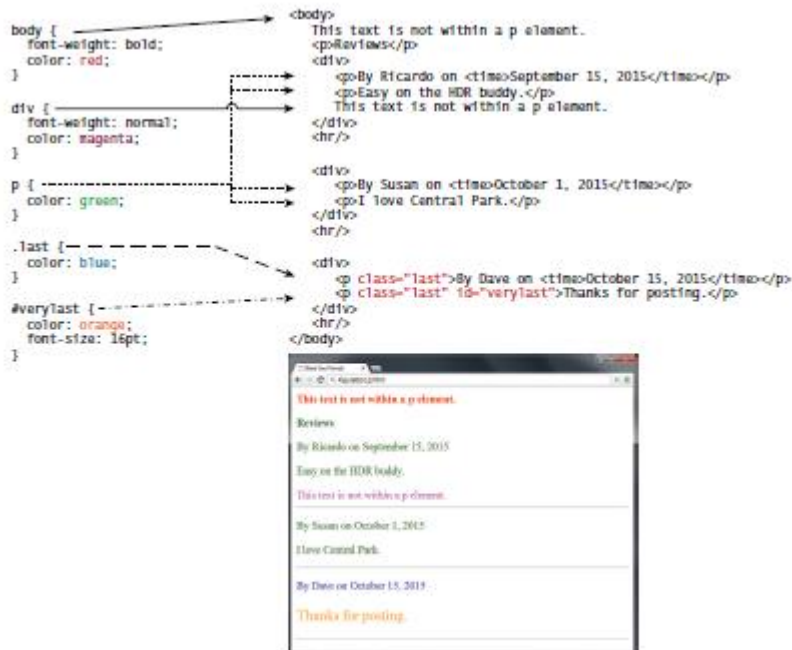 body {
font-weight: bold;
color: red;
}
div {
font-weight: normal;
color: magenta;
}
p {
color: green;
}
.last {
color: blue;
}
#verylast {
color: orange;
font-size: 16pt;
}
<body>
This text is not within a p element.
<p>Reviews</p>
<div>
<p>By Ricardo on <time>September 15, 2015</time></p>
<p>Easy on the HDR buddy.</p>
This text is not within a p element.
</div>
<hr/>
<div>
<p>By Susan on <time>October 1, 2015</time></p>
<p>I love Central Park.</p>
</div>
<hr/>
<div>
<p class="last">By Dave on <time>October 15, 2015</time></p>
<p class="last" id="verylast">Thanks for posting.</p>
</div>
<hr/>
</body>
This text is not within a p element.
Reviews
By Ricardo on September 15, 2015
Easy on the HDR buddy.
This text is not within a p element.
By Susan on October 1, 2015
I love Central Park.
By Dave on October 15, 2015
Thanks for posting.